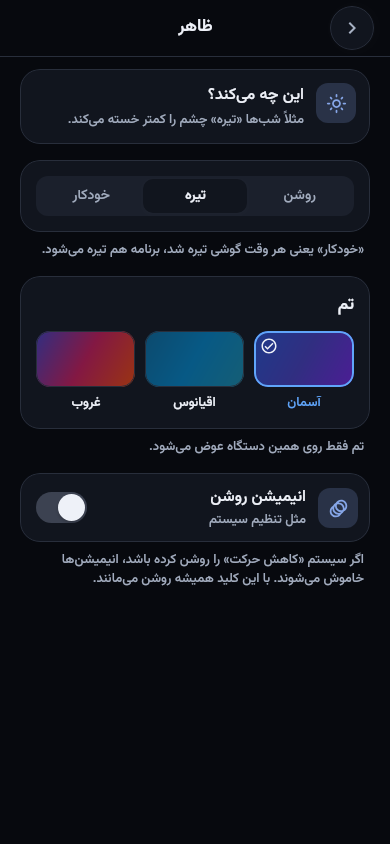 ظاهر
این چه می‌کند؟
مثلاً شب‌ها «تیره» چشم را کمتر خسته می‌کند.
روشن
تیره
خودکار
«خودکار» یعنی هر وقت گوشی تیره شد، برنامه هم تیره می‌شود.
تم
آسمان
اقیانوس
غروب
تم فقط روی همین دستگاه عوض می‌شود.
انیمیشن روشن
مثل تنظیم سیستم
اگر سیستم «کاهش حرکت» را روشن کرده باشد، انیمیشن‌ها
خاموش می‌شوند. با این کلید همیشه روشن می‌مانند.